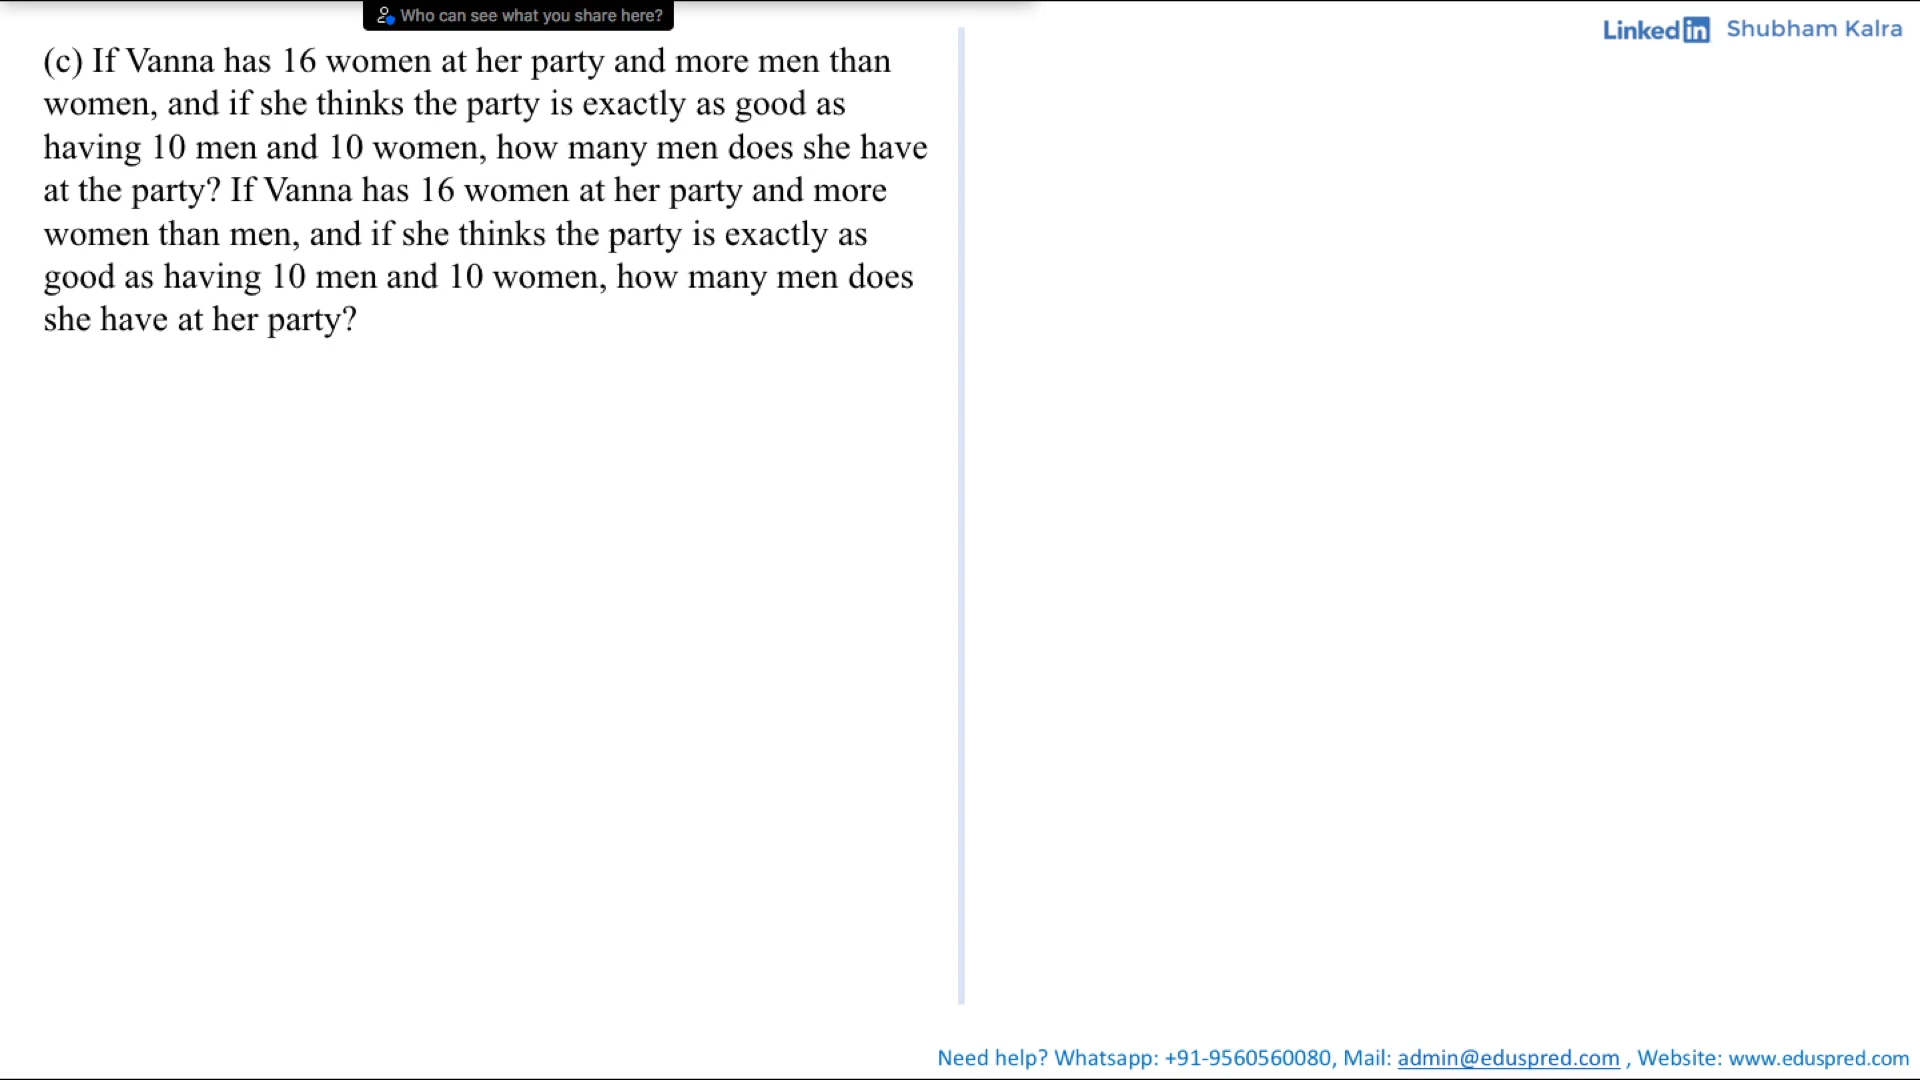 Who can see what you share here?
Linked in Shubham Kalra
(c) If Vanna has 16 women at her party and more men than
women, and if she thinks the party is exactly as good as
having 10 men and 10 women, how many men does she have
at the party? If Vanna has 16 women at her party and more
women than men, and if she thinks the party is exactly as
good as having 10 men and 10 women, how many men does
she have at her party?
Need help? Whatsapp: +91-9560560080, Mail: admin@eduspred.com , Website: www.eduspred.com